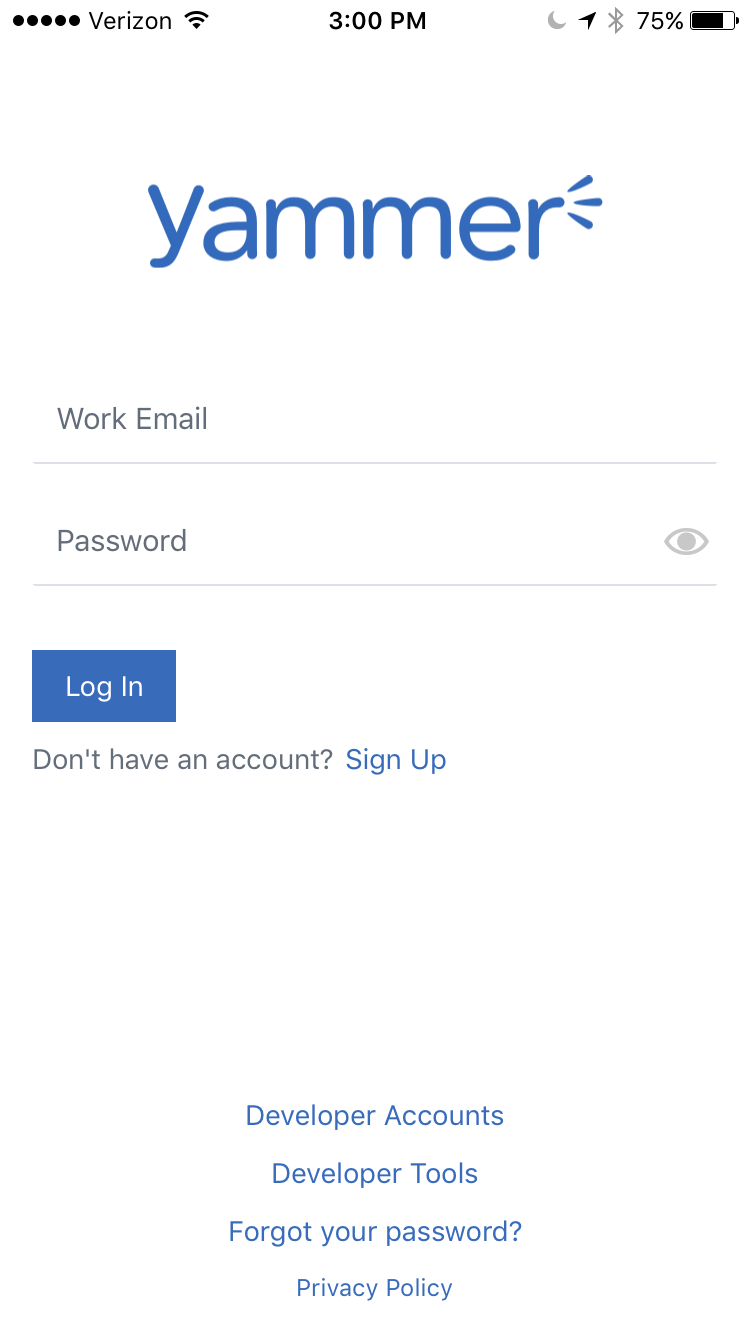 Verizon 3:00 PM 75%
yammer
Work Email
Password
Log In
Don't have an account? Sign Up
Developer Accounts
Developer Tools
Forgot your password?
Privacy Policy